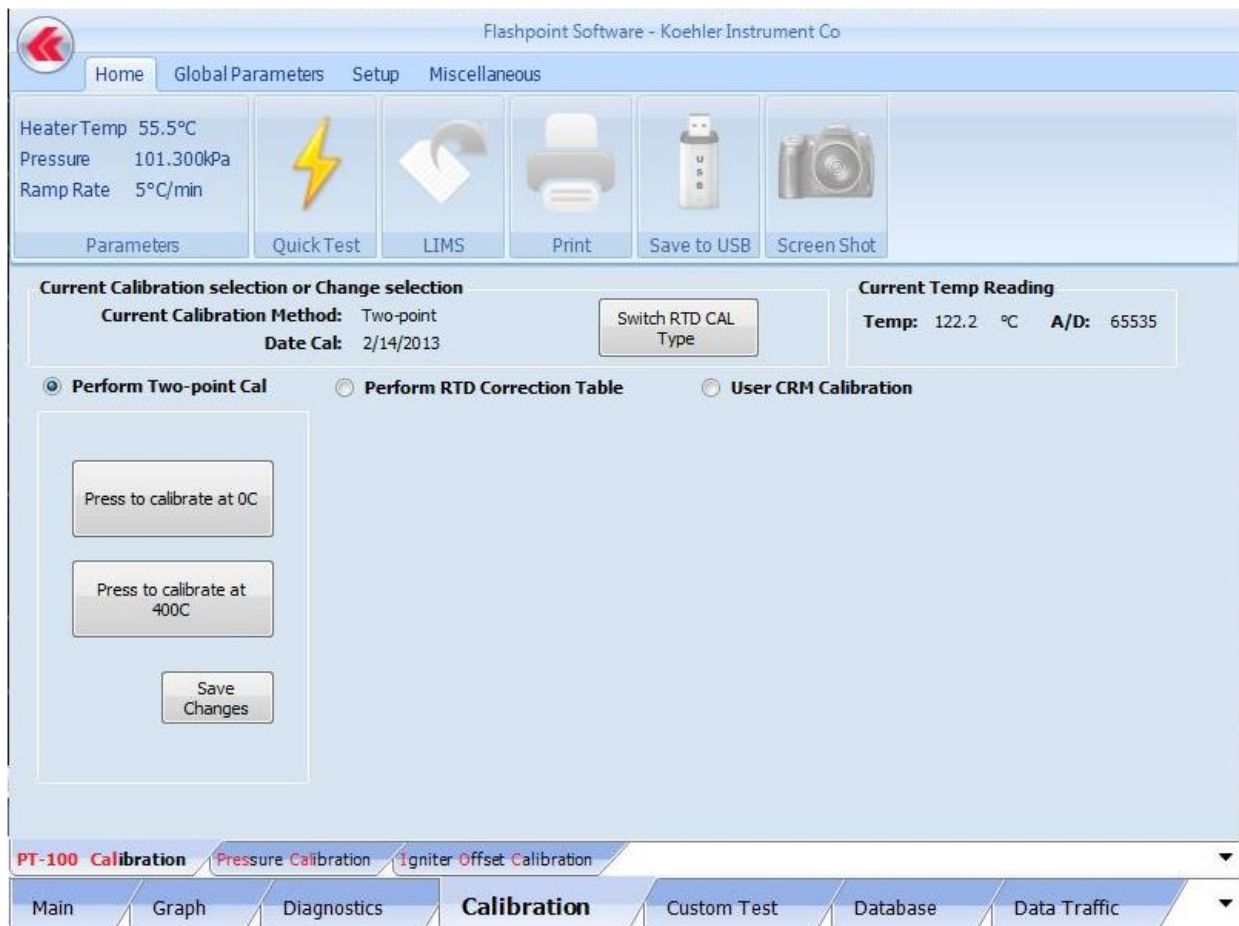 Flashpoint Software - Koehler Instrument Co
Home Global Parameters Setup Miscellaneous
Heater Temp 55.5°C
Pressure 101.300kPa
Ramp Rate 5°C/min
Parameters Quick Test LIMS Print Save to USB Screen Shot
USB
Current Calibration selection or Change selection
Current Calibration Method: Two-point
Date Cal: 2/14/2013
Switch RTD CAL
Type
Current Temp Reading
Temp: 122.2 °C A/D: 65535
Perform Two-point Cal Perform RTD Correction Table User CRM Calibration
Press to calibrate at 0C
Press to calibrate at
400C
Save
Changes
PT-100 Calibration Pressure Calibration Igniter Offset Calibration
Main Graph Diagnostics Calibration Custom Test Database Data Traffic